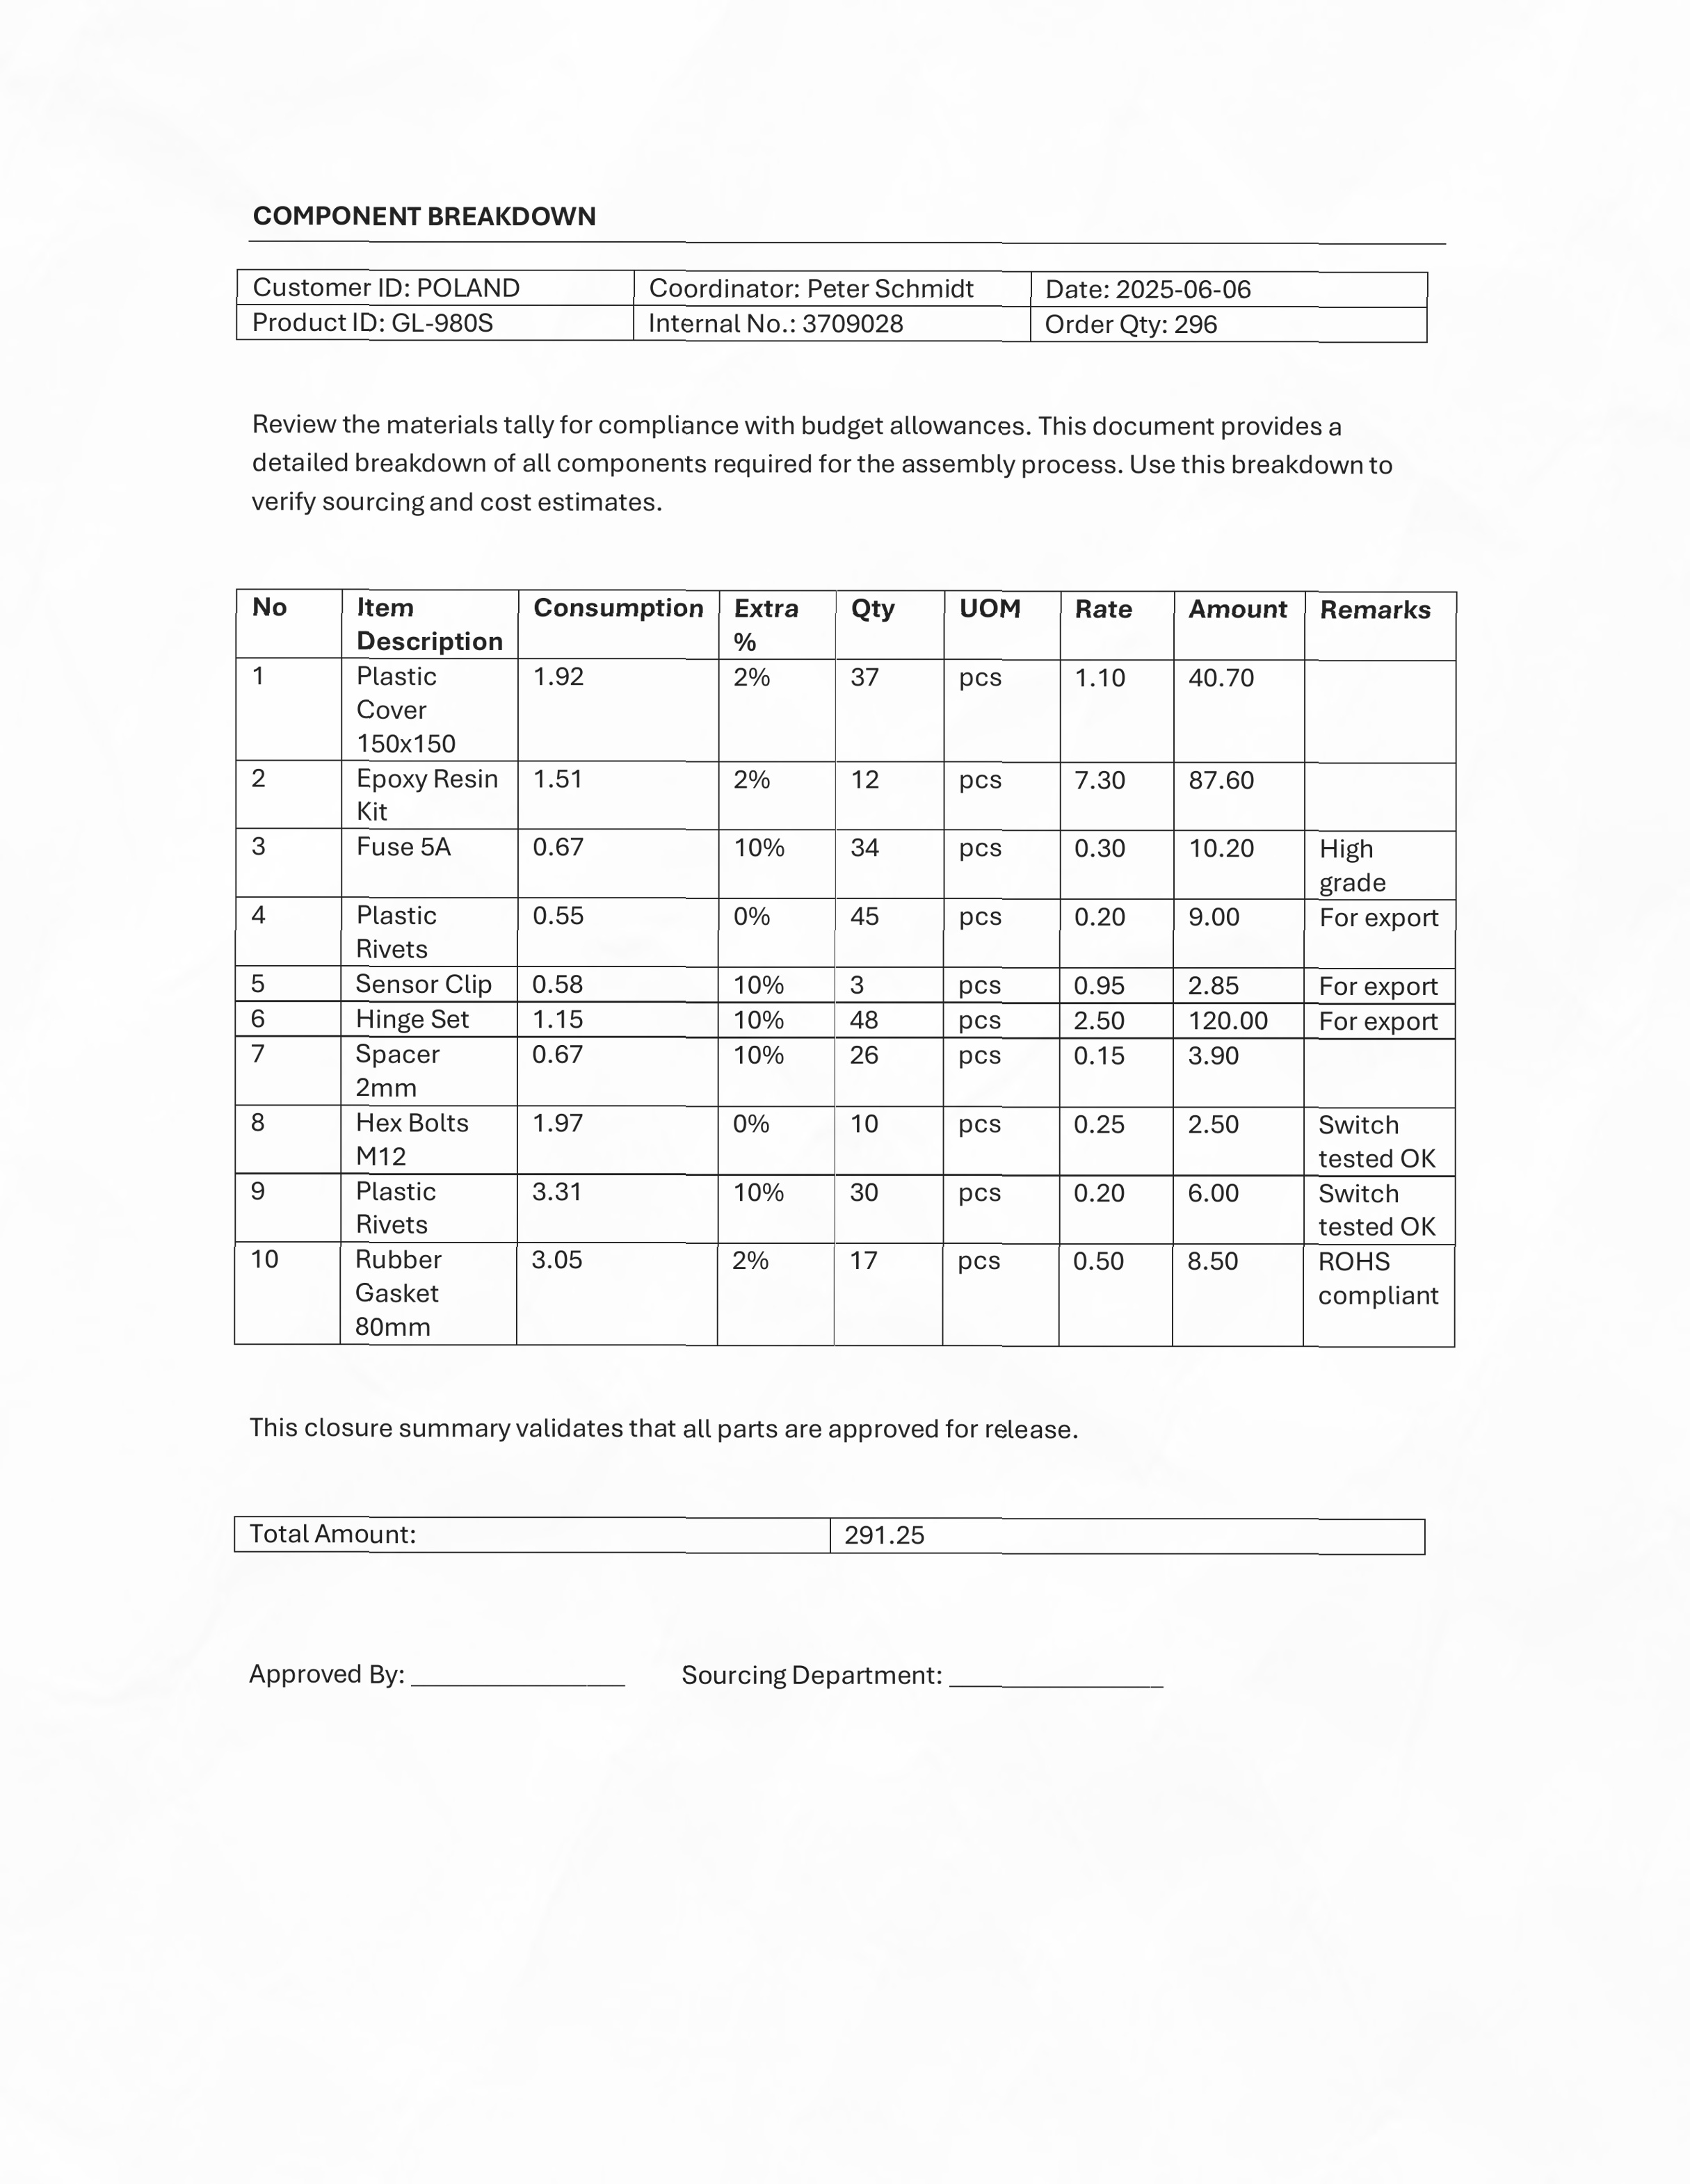 COMPONENT BREAKDOWN
Customer ID: POLAND Coordinator: Peter Schmidt Date: 2025-06-06
Product ID: GL-980S Internal No.: 3709028 Order Qty: 296
Review the materials tally for compliance with budget allowances. This document provides a
detailed breakdown of all components required for the assembly process. Use this breakdown to
verify sourcing and cost estimates.
No Item Consumption Extra Qty UOM Rate Amount Remarks
Description %
1 Plastic 1.92 2% 37 pcs 1.10 40.70
Cover
150x150
2 Epoxy Resin 1.51 2% 12 pcs 7.30 87.60
Kit
3 Fuse 5A 0.67 10% 34 pcs 0.30 10.20 High
grade
4 Plastic 0.55 0% 45 pcs 0.20 9.00 For export
Rivets
5 Sensor Clip 0.58 10% 3 pcs 0.95 2.85 For export
6 Hinge Set 1.15 10% 48 pcs 2.50 120.00 For export
7 Spacer 0.67 10% 26 pcs 0.15 3.90
2mm
8 Hex Bolts 1.97 0% 10 pcs 0.25 2.50 Switch
M12 tested OK
9 Plastic 3.31 10% 30 pcs 0.20 6.00 Switch
Rivets tested OK
10 Rubber 3.05 2% 17 pcs 0.50 8.50 ROHS
Gasket compliant
80mm
This closure summary validates that all parts are approved for release.
Total Amount: 291.25
Approved By: ________________ Sourcing Department: ________________